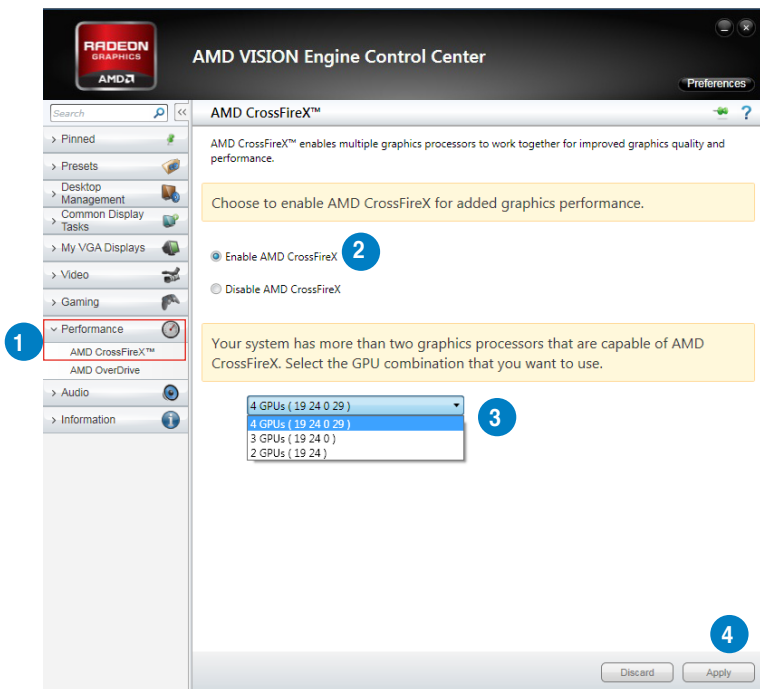 RADEON
GRAPHICS
AMD
AMD VISION Engine Control Center
Preferences
Search
<<
AMD CrossFireX™
?
> Pinned
> Presets
> Desktop
Management
> Common Display
Tasks
> My VGA Displays
> Video
> Gaming
1
Performance
AMD CrossFireX™
AMD OverDrive
> Audio
> Information
AMD CrossFireX™ enables multiple graphics processors to work together for improved graphics quality and
performance.
Choose to enable AMD CrossFireX for added graphics performance.
Enable AMD CrossFireX
2
Disable AMD CrossFireX
Your system has more than two graphics processors that are capable of AMD
CrossFireX. Select the GPU combination that you want to use.
4 GPUs ( 19 24 0 29 )
3
4 GPUs ( 19 24 0 29 )
3 GPUs ( 19 24 0 )
2 GPUs ( 19 24 )
4
Discard
Apply